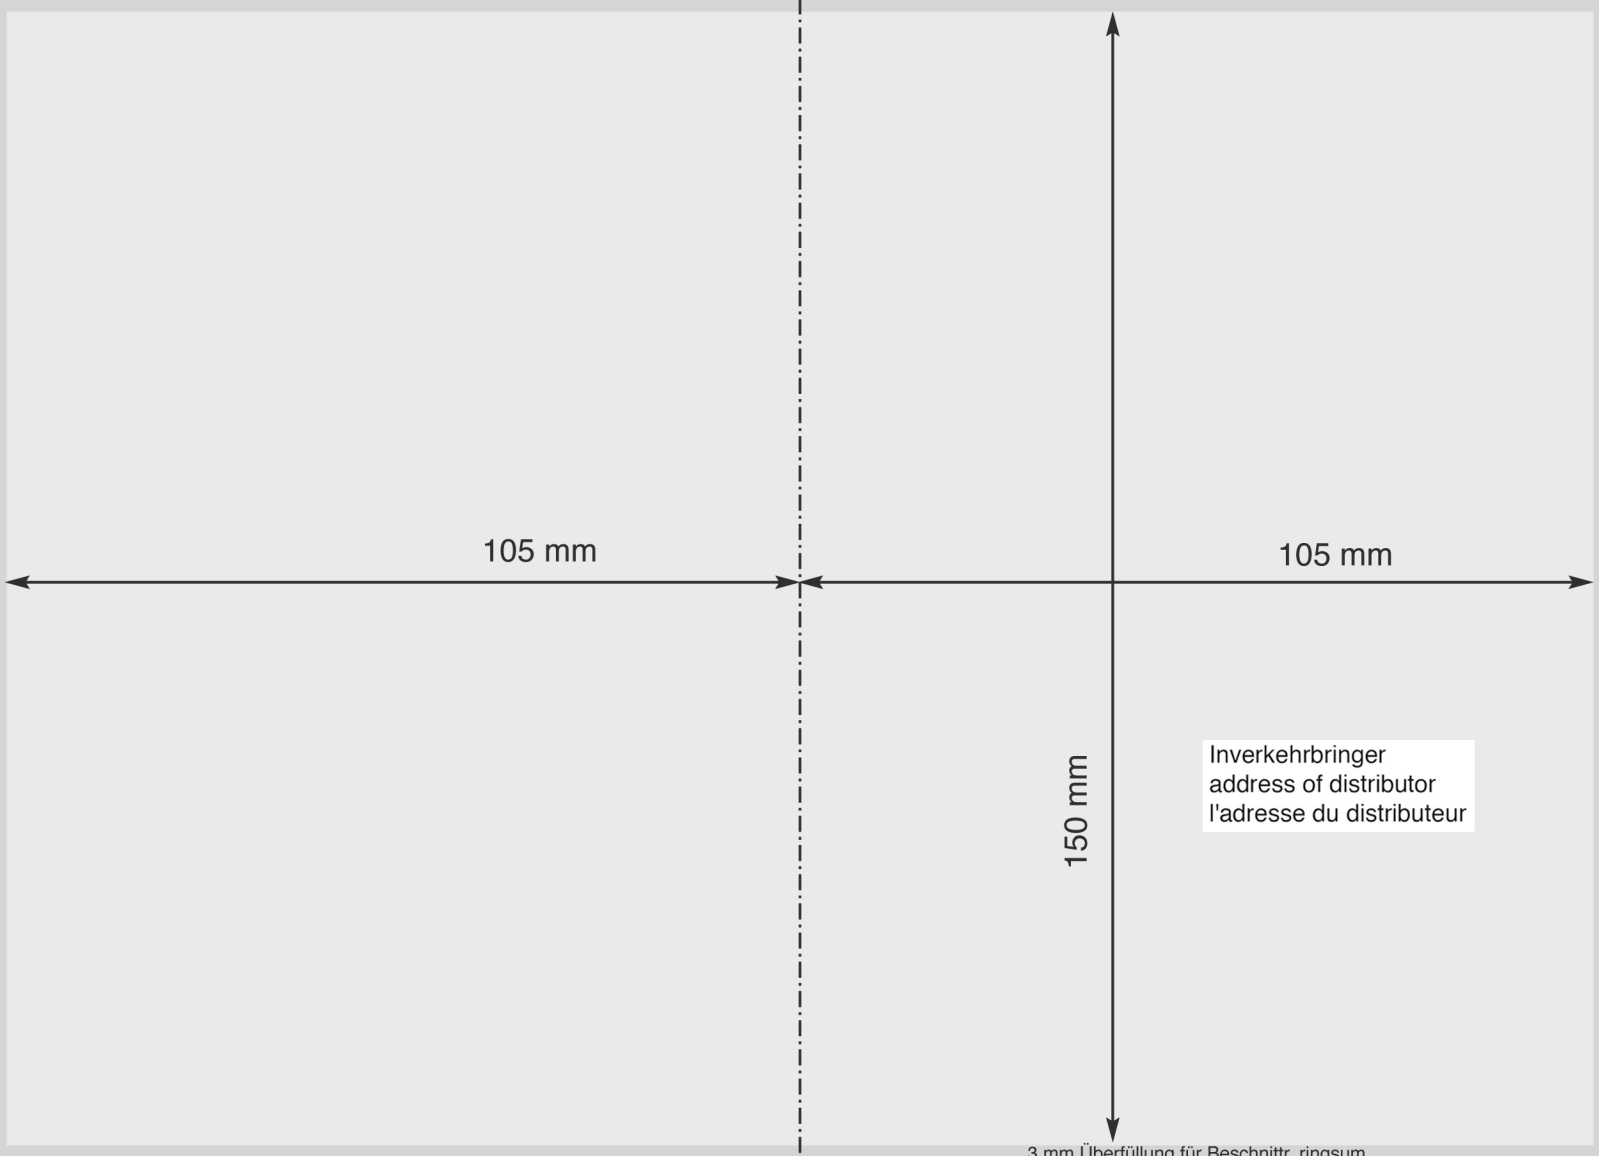 105 mm
105 mm
150 mm
Inverkehrbringer
address of distributor
l'adresse du distributeur
3 mm Überfüllung für Beschnittr. ringsum